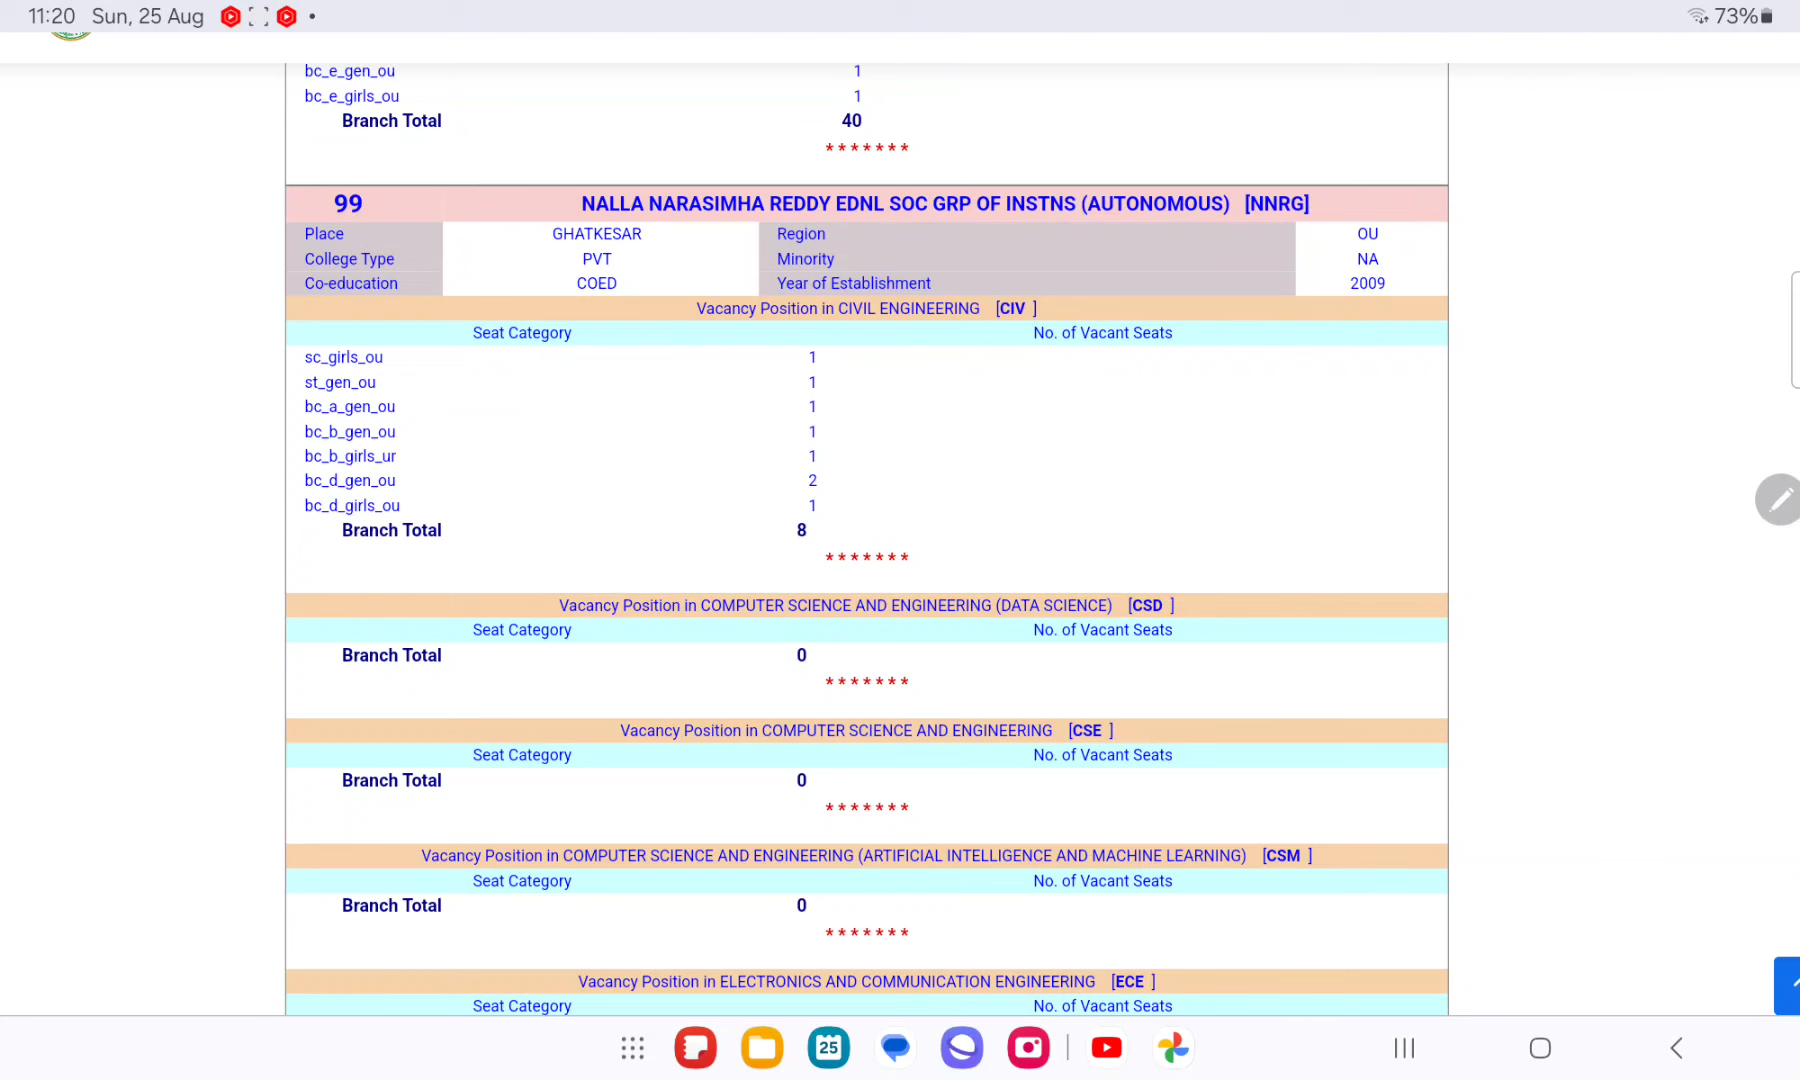 11:20 Sun, 25 Aug 73%
bc_e_gen_ou 1
bc_e_girls_ou 1
Branch Total 40
*******
99 NALLA NARASIMHA REDDY EDNL SOC GRP OF INSTNS (AUTONOMOUS) [NNRG]
Place GHATKESAR Region OU
College Type PVT Minority NA
Co-education COED Year of Establishment 2009
Vacancy Position in CIVIL ENGINEERING [CIV ]
Seat Category No. of Vacant Seats
sc_girls_ou 1
st_gen_ou 1
bc_a_gen_ou 1
bc_b_gen_ou 1
bc_b_girls_ur 1
bc_d_gen_ou 2
bc_d_girls_ou 1
Branch Total 8
*******
Vacancy Position in COMPUTER SCIENCE AND ENGINEERING (DATA SCIENCE) [CSD ]
Seat Category No. of Vacant Seats
Branch Total 0
*******
Vacancy Position in COMPUTER SCIENCE AND ENGINEERING [CSE ]
Seat Category No. of Vacant Seats
Branch Total 0
*******
Vacancy Position in COMPUTER SCIENCE AND ENGINEERING (ARTIFICIAL INTELLIGENCE AND MACHINE LEARNING) [CSM ]
Seat Category No. of Vacant Seats
Branch Total 0
*******
Vacancy Position in ELECTRONICS AND COMMUNICATION ENGINEERING [ECE ]
Seat Category No. of Vacant Seats
25